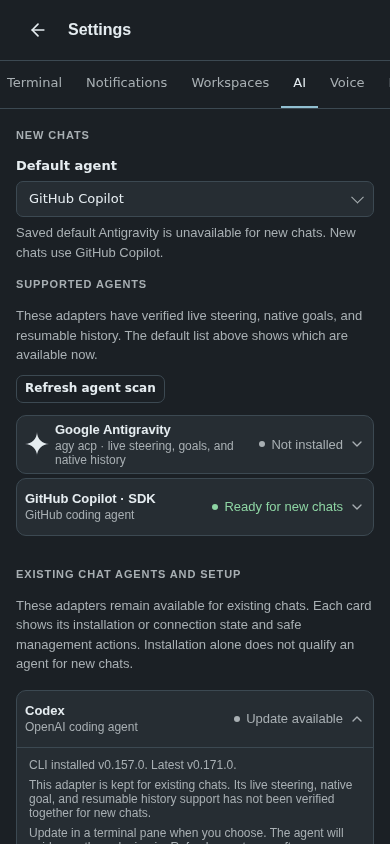 Settings
Terminal Notifications Workspaces AI Voice
NEW CHATS
Default agent
GitHub Copilot
Saved default Antigravity is unavailable for new chats. New
chats use GitHub Copilot.
SUPPORTED AGENTS
These adapters have verified live steering, native goals, and
resumable history. The default list above shows which are
available now.
Refresh agent scan
Google Antigravity
agy acp · live steering, goals, and
native history
Not installed
GitHub Copilot · SDK
GitHub coding agent
Ready for new chats
EXISTING CHAT AGENTS AND SETUP
These adapters remain available for existing chats. Each card
shows its installation or connection state and safe
management actions. Installation alone does not qualify an
agent for new chats.
Codex
OpenAI coding agent
Update available
CLI installed v0.157.0. Latest v0.171.0.
This adapter is kept for existing chats. Its live steering, native
goal, and resumable history support has not been verified
together for new chats.
Update in a terminal pane when you choose. The agent will